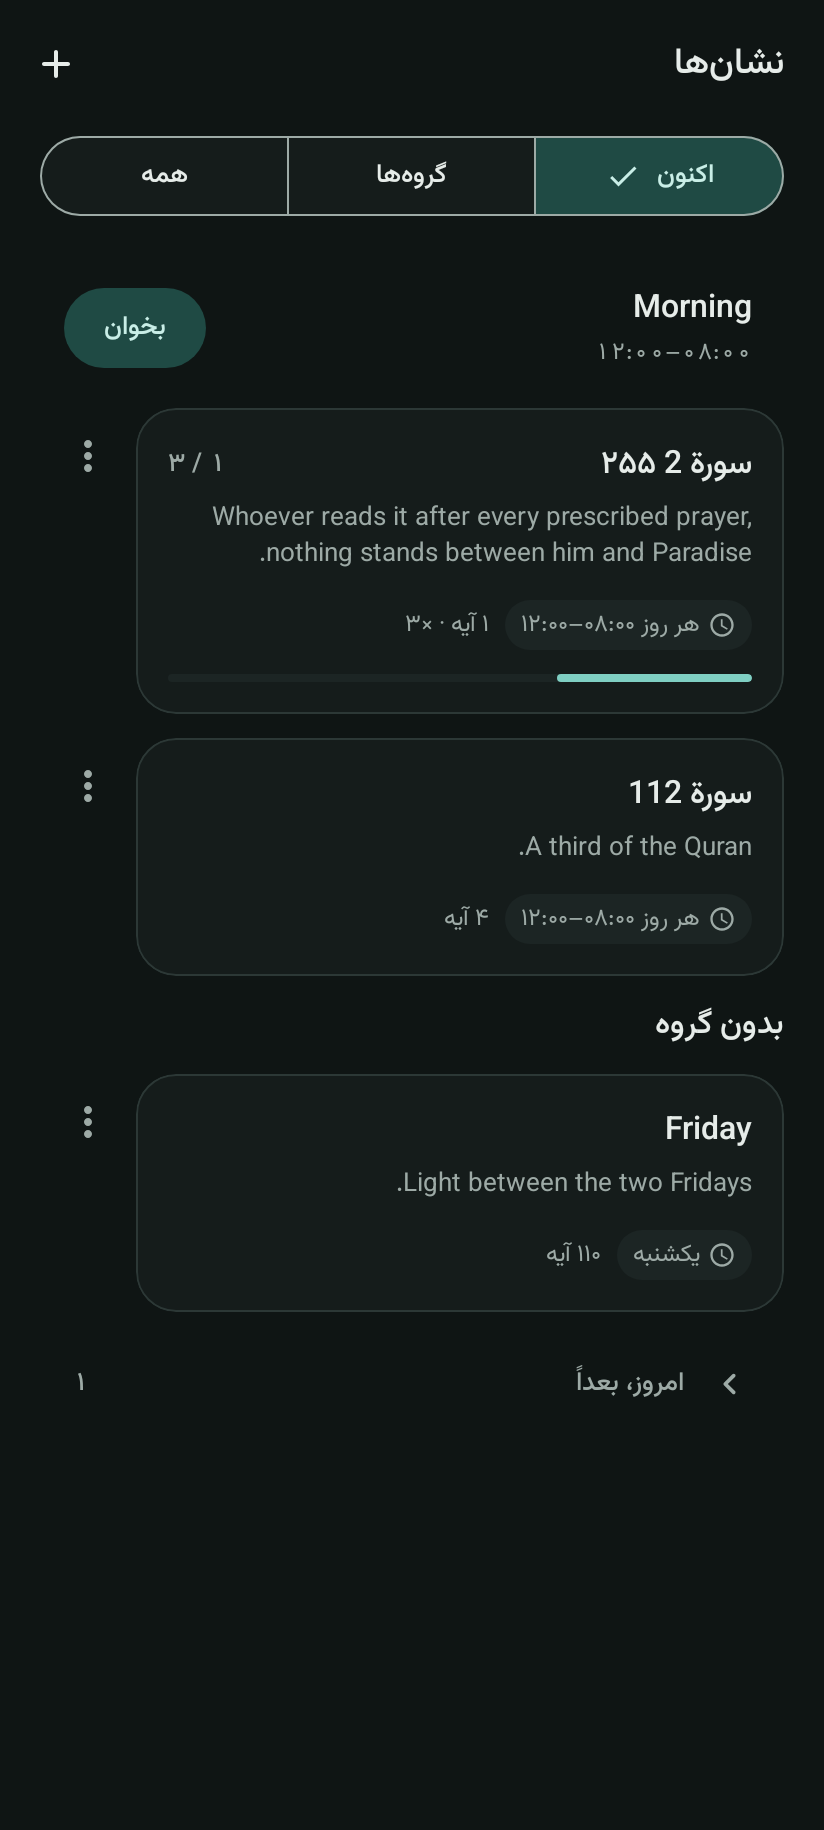 نشان‌ها
اکنون
گروه‌ها
همه
Morning
۰۸:۰۰–۱۲:۰۰
بخوان
سورة 2 ۲۵۵
۱ / ۳
Whoever reads it after every prescribed prayer,
nothing stands between him and Paradise.
هر روز ۰۸:۰۰–۱۲:۰۰
۱ آیه · ×۳
سورة 112
A third of the Quran.
هر روز ۰۸:۰۰–۱۲:۰۰
۴ آیه
بدون گروه
Friday
Light between the two Fridays.
یکشنبه
۱۱۰ آیه
امروز، بعداً
۱